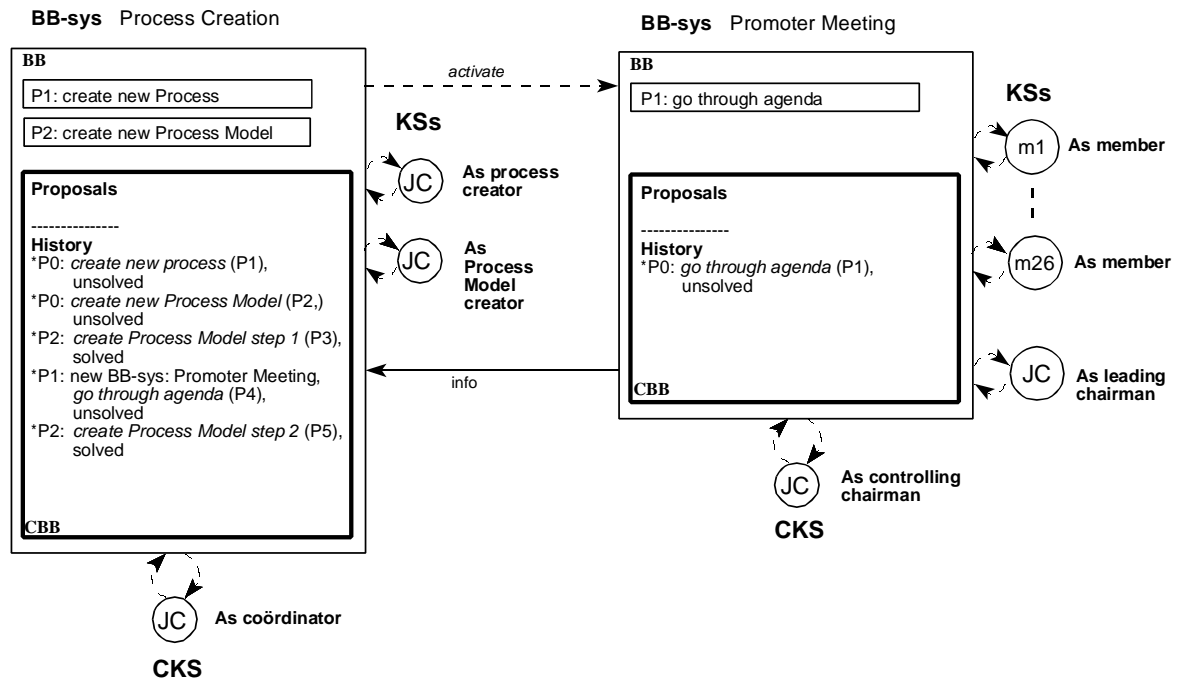 BB-sys Process Creation
BB
P1: create new Process
P2: create new Process Model
Proposals
---------------
History
*P0: create new process (P1),
unsolved
*P0: create new Process Model (P2,)
unsolved
*P2: create Process Model step 1 (P3),
solved
*P1: new BB-sys: Promoter Meeting,
go through agenda (P4),
unsolved
*P2: create Process Model step 2 (P5),
solved
CBB
activate
KSs
JC
As process
creator
JC
As
Process
Model
creator
info
JC
As coördinator
CKS
BB-sys Promoter Meeting
BB
P1: go through agenda
Proposals
---------------
History
*P0: go through agenda (P1),
unsolved
CBB
KSs
m1
As member
m26
As member
JC
As leading
chairman
JC
As controlling
chairman
CKS